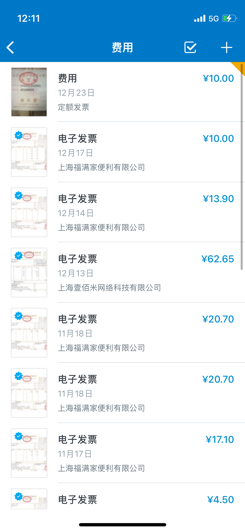 12:11
5G
费用
费用
¥10.00
12月23日
定额发票
电子发票
¥10.00
12月17日
上海福满家便利有限公司
电子发票
¥13.90
12月14日
上海福满家便利有限公司
电子发票
¥62.65
12月13日
上海壹佰米网络科技有限公司
电子发票
¥20.70
11月18日
上海福满家便利有限公司
电子发票
¥20.70
11月18日
上海福满家便利有限公司
电子发票
¥17.10
11月17日
上海福满家便利有限公司
电子发票
¥4.50